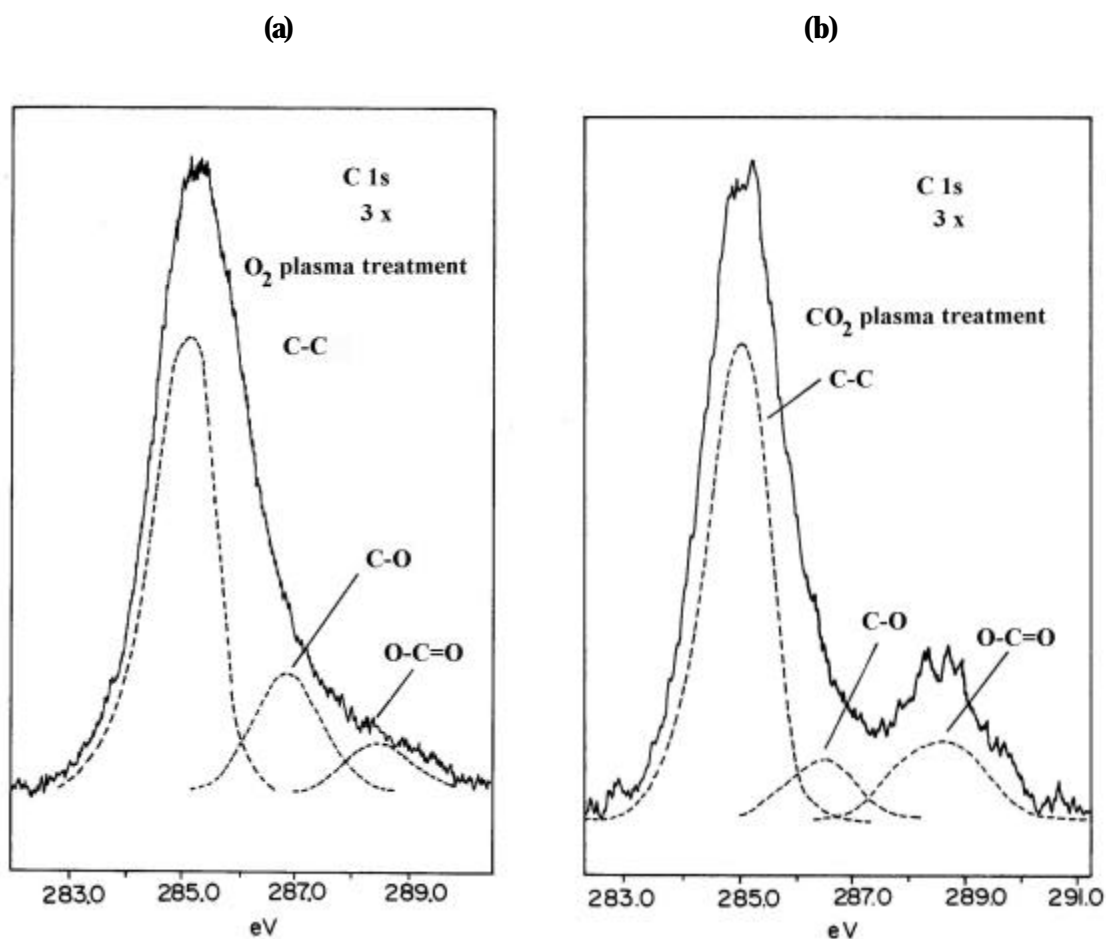 (a)
C 1s
3 x
O2 plasma treatment
C-C
C-O
O-C=O
283.0 285.0 287.0 289.0
eV
(b)
C 1s
3 x
CO2 plasma treatment
C-C
C-O
O-C=O
283.0 285.0 287.0 289.0 291.0
eV